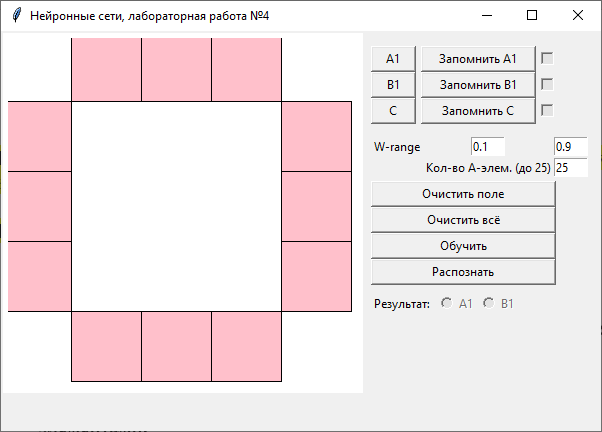 Нейронные сети, лабораторная работа №4
A1 Запомнить A1
B1 Запомнить B1
C Запомнить C
W-range 0.1 0.9
Кол-во А-элем. (до 25) 25
Очистить поле
Очистить всё
Обучить
Распознать
Результат: A1 B1